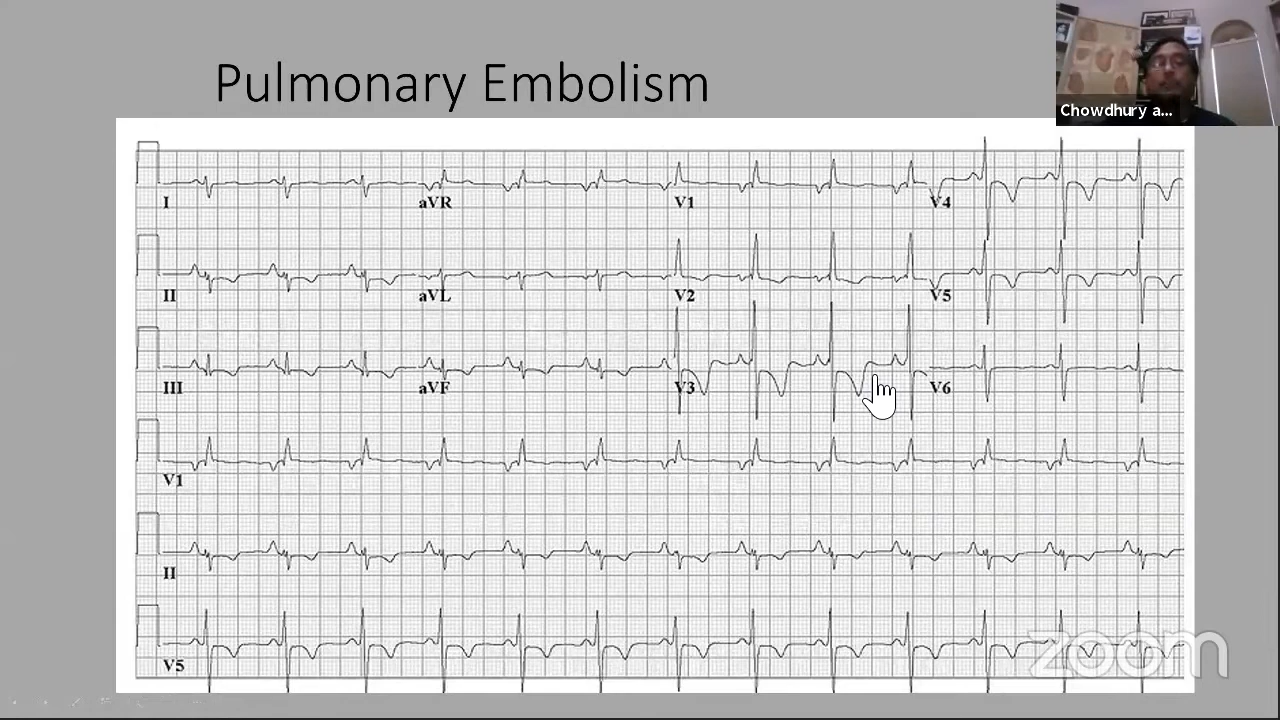 Pulmonary Embolism
Chowdhury a...
I aVR V1 V4
II aVL V2 V5
III aVF V3 V6
V1
II
V5
zoom